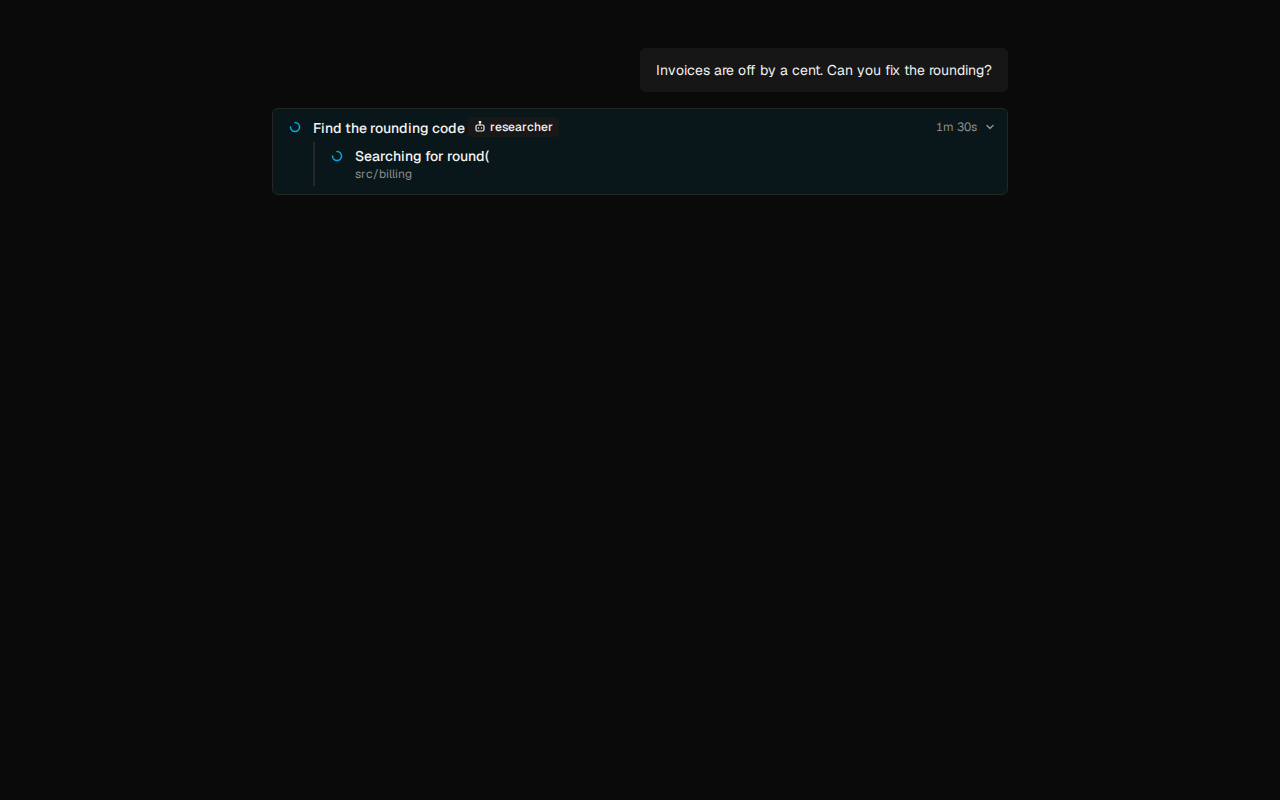 Invoices are off by a cent. Can you fix the rounding?
Find the rounding code researcher 1m 30s
Searching for round(
src/billing